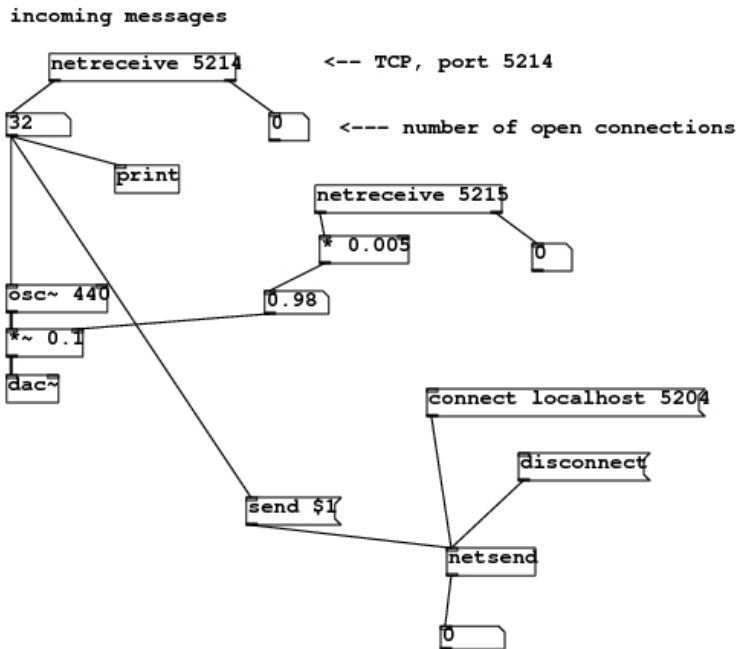 incoming messages
netreceive 5214
<-- TCP, port 5214
32
0
<--- number of open connections
print
netreceive 5215
* 0.005
0
osc~ 440
0.98
*~ 0.1
dac~
connect localhost 5204
disconnect
send $1
netsend
0